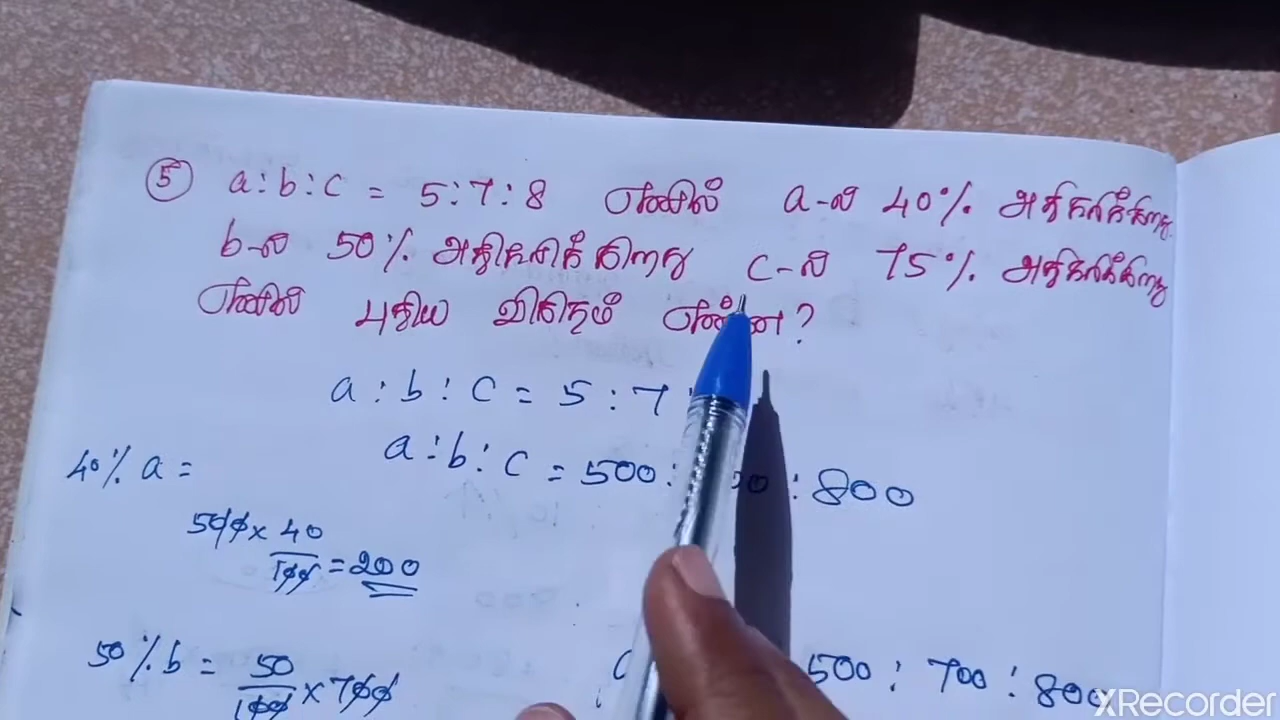 ⑤ a:b:c = 5:7:8 எனில் a-ல் 40% அதிகரிக்கிறது
b-ல் 50% அதிகரிக்கிறது c-ல் 75% அதிகரிக்கிறது
எனில் புதிய விகிதம் என்ன?
a : b : c = 5 : 7
a : b : c = 500 : : 800
40% a =
500 x 40
100 = 200
50% b = 50
100 x 700
500 : 700 : 800
XRecorder